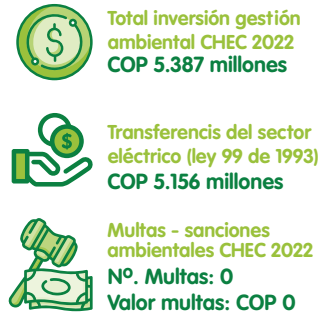 Total inversión gestión
ambiental CHEC 2022
COP 5.387 millones
$
Transferencis del sector
eléctrico (ley 99 de 1993)
$
COP 5.156 millones
Multas - sanciones
ambientales CHEC 2022
Nº. Multas: 0
Valor multas: COP 0